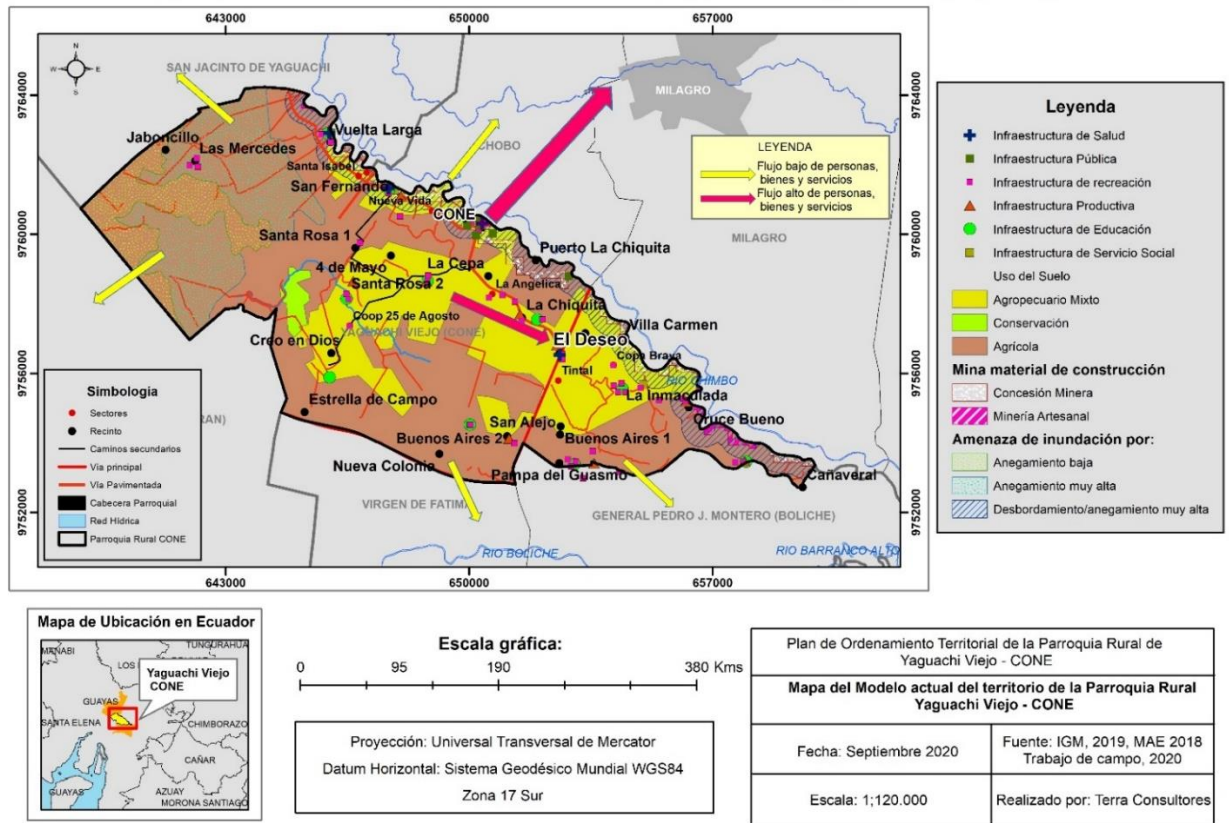 643000
650000
657000
9764000
9760000
9756000
9752000
N
W
E
S
SAN JACINTO DE YAGUACHI
MILAGRO
CHOBO
MILAGRO
LEYENDA
Flujo bajo de personas,
bienes y servicios
Flujo alto de personas,
bienes y servicios
Jaboncillo
Las Mercedes
Vuelta Larga
Santa Isabel
San Fernando
Nueva Vida
CONE
Santa Rosa 1
Puerto La Chiquita
La Cepa
4 de Mayo
Santa Rosa 2
La Angelica
La Chiquita
Coop 25 de Agosto
YAGUACHI VIEJO (CONE)
Villa Carmen
Creo en Dios
El Deseo
Copa Brava
Tintal
RIO CHIMBO
La Inmaculada
Estrella de Campo
Cruce Bueno
San Alejo
Buenos Aires 2
Buenos Aires 1
Nueva Colonia
Pampa del Guasmo
Cañaveral
VIRGEN DE FATIMA
GENERAL PEDRO J. MONTERO (BOLICHE)
RIO BOLICHE
RIO BARRANCO ALTO
RAN)
9764000
9760000
9756000
9752000
643000
650000
657000
Simbologia
Sectores
Recinto
Caminos secundarios
Via principal
Via Pavimentada
Cabecera Parroquial
Red Hídrica
Parroquia Rural CONE
Leyenda
Infraestructura de Salud
Infraestructura Pública
Infraestructura de recreación
Infraestructura Productiva
Infraestructura de Educación
Infraestructura de Servicio Social
Uso del Suelo
Agropecuario Mixto
Conservación
Agrícola
Mina material de construcción
Concesión Minera
Minería Artesanal
Amenaza de inundación por:
Anegamiento baja
Anegamiento muy alta
Desbordamiento/anegamiento muy alta
Mapa de Ubicación en Ecuador
MANABI
TUNGURAHUA
LOS
Yaguachi Viejo
CONE
GUAYAS
SANTA ELENA
CHIMBORAZO
CAÑAR
GUAYAS
AZUAY
MORONA SANTIAGO
Escala gráfica:
0 95 190 380 Kms
Proyección: Universal Transversal de Mercator
Datum Horizontal: Sistema Geodésico Mundial WGS84
Zona 17 Sur
Plan de Ordenamiento Territorial de la Parroquia Rural de
Yaguachi Viejo - CONE
Mapa del Modelo actual del territorio de la Parroquia Rural
Yaguachi Viejo - CONE
Fecha: Septiembre 2020
Fuente: IGM, 2019, MAE 2018
Trabajo de campo, 2020
Escala: 1;120.000
Realizado por: Terra Consultores